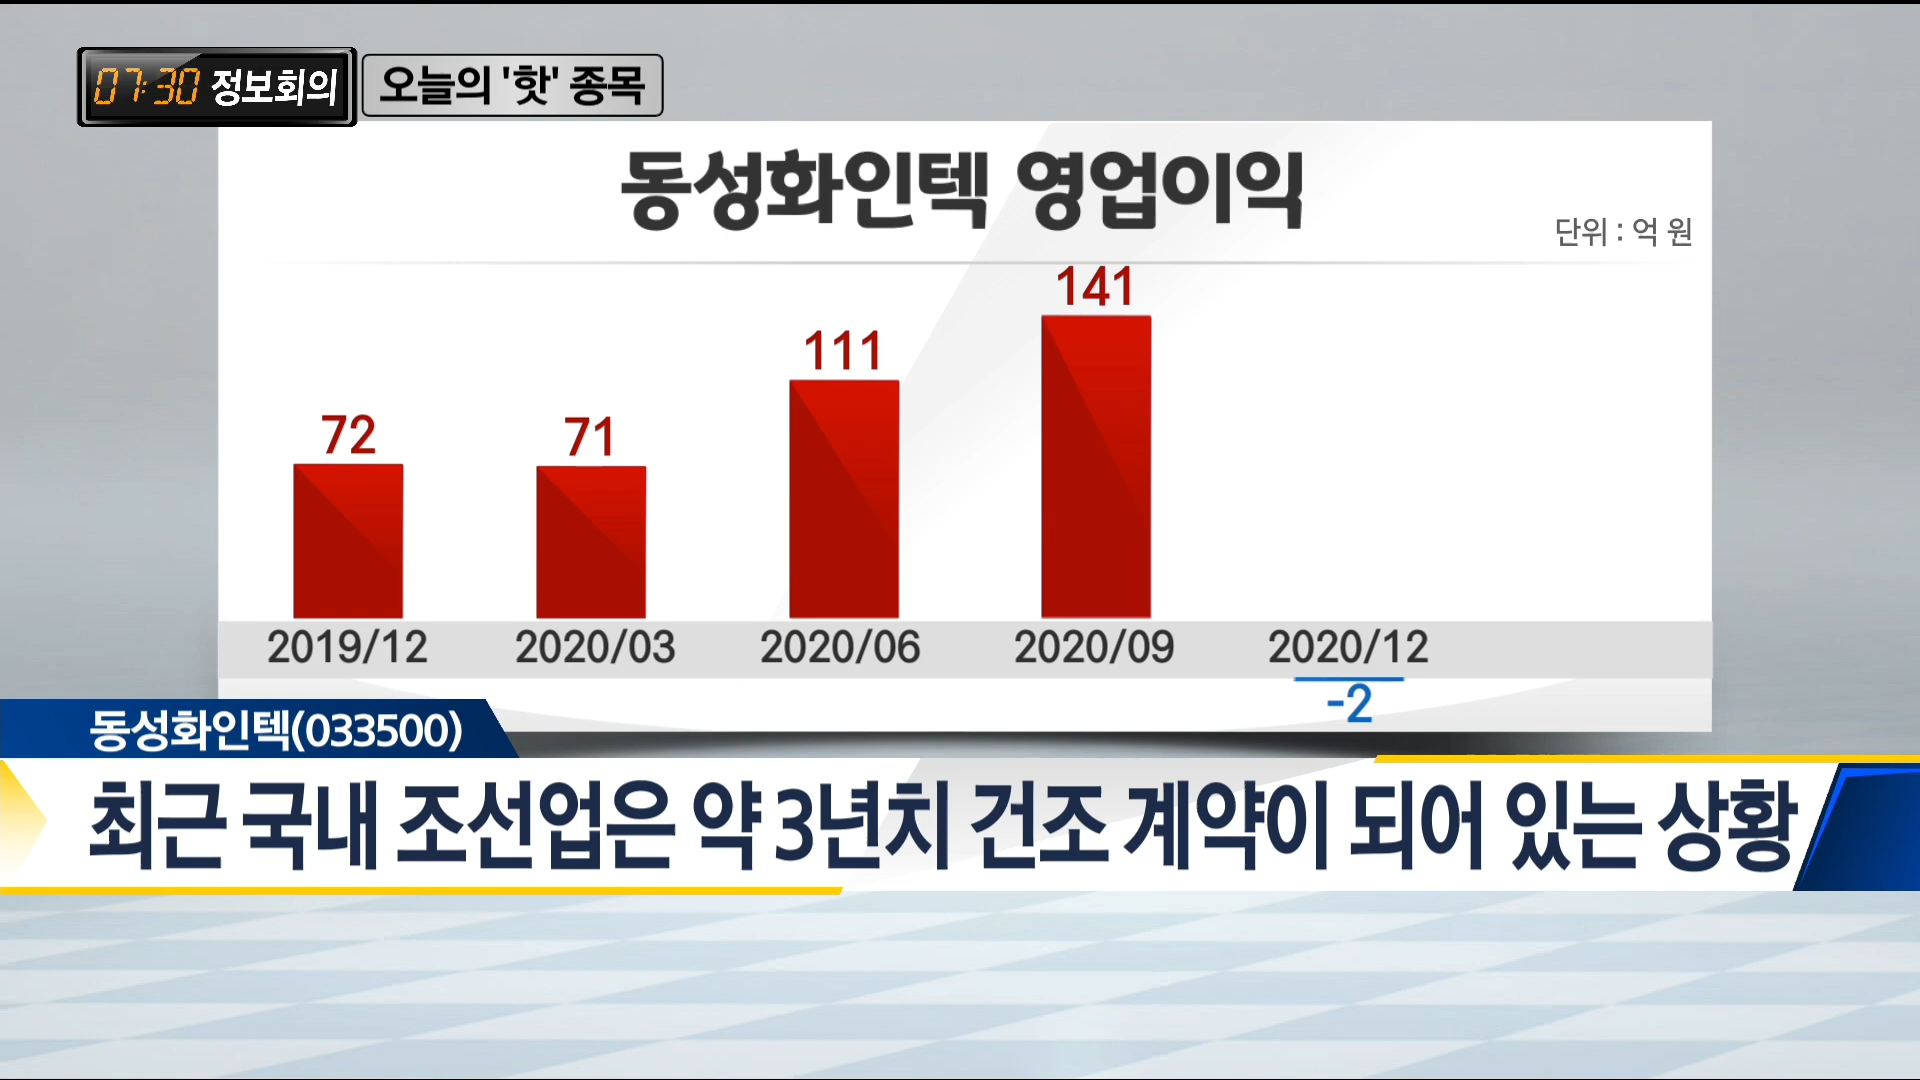 07:30 정보회의
오늘의 '핫' 종목
동성화인텍 영업이익
단위 : 억 원
72
71
111
141
2019/12
2020/03
2020/06
2020/09
2020/12
-2
동성화인텍(033500)
최근 국내 조선업은 약 3년치 건조 계약이 되어 있는 상황